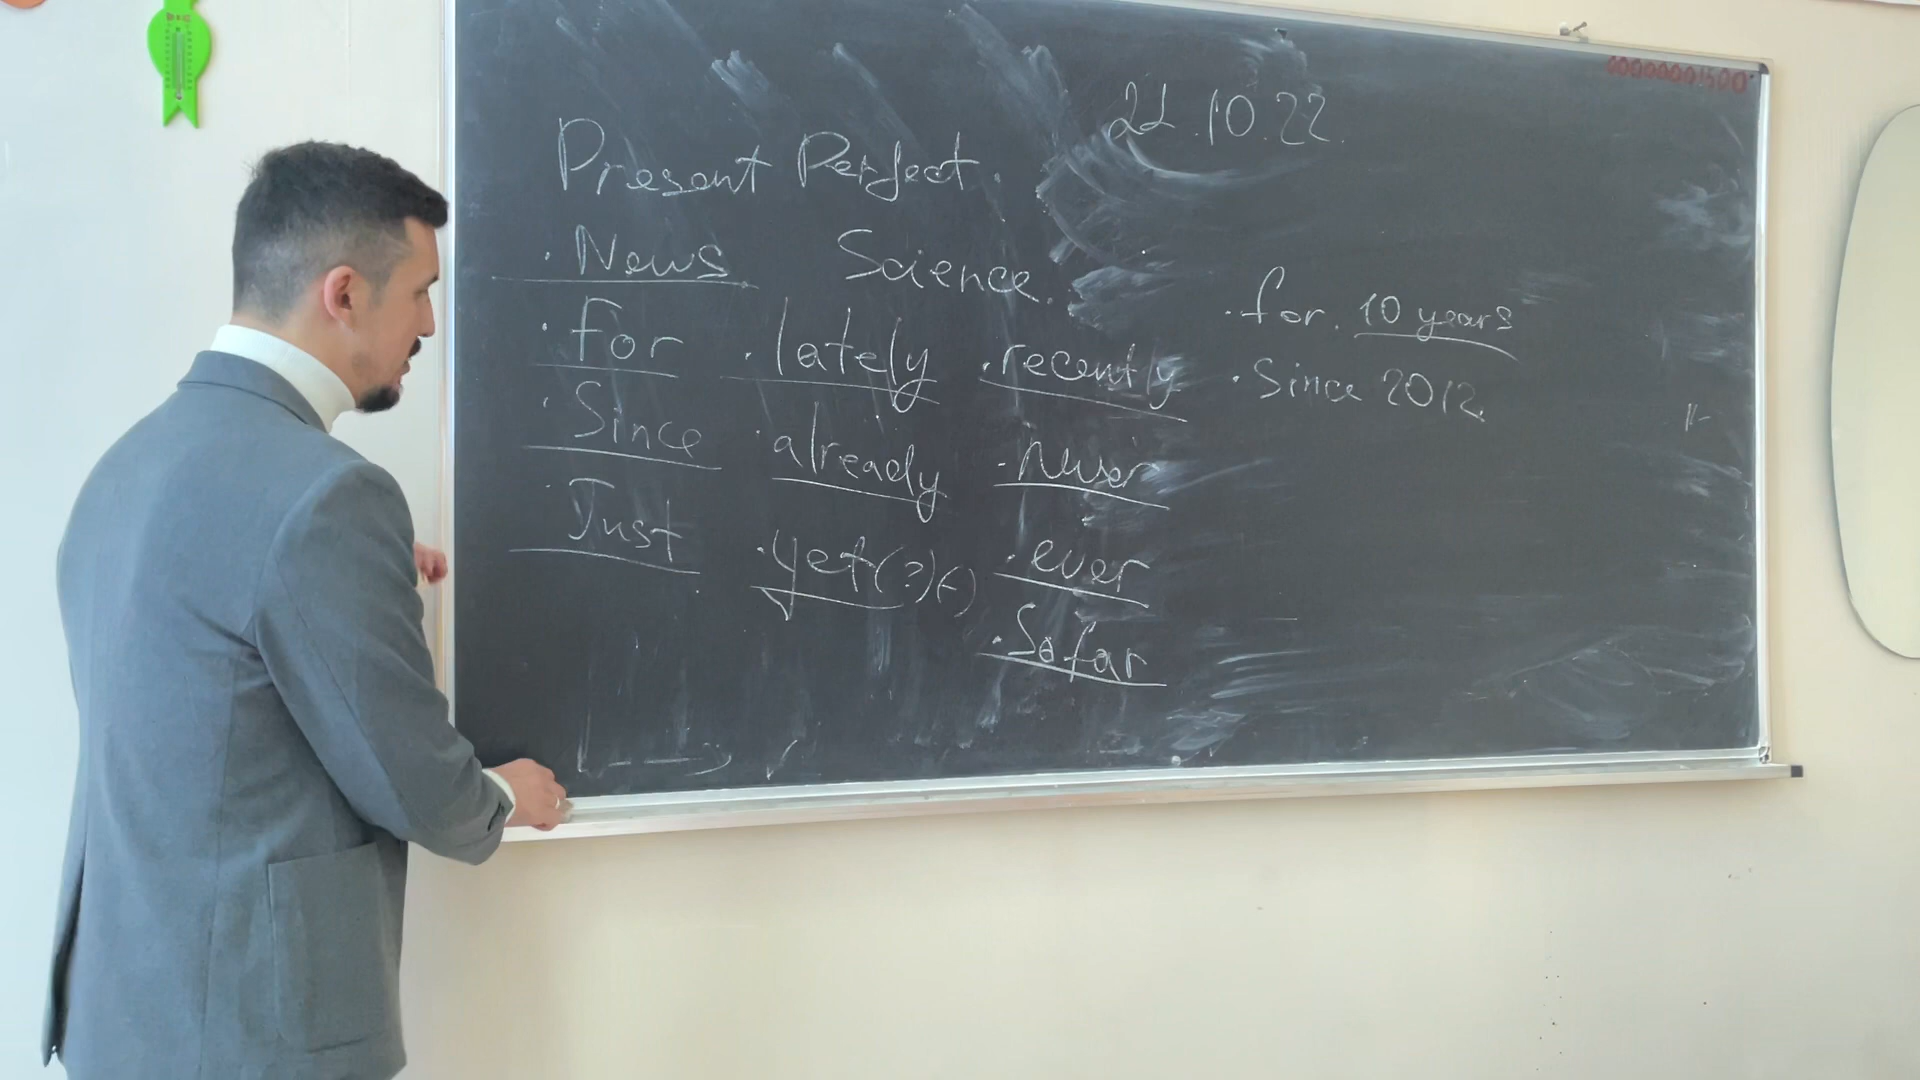 21.10.22.
Present Perfect.
· News Science.
· For · lately · recently
· Since · already · never
· Just · yet (?) (-) · ever
· So far
· for. 10 years
· Since 2012.